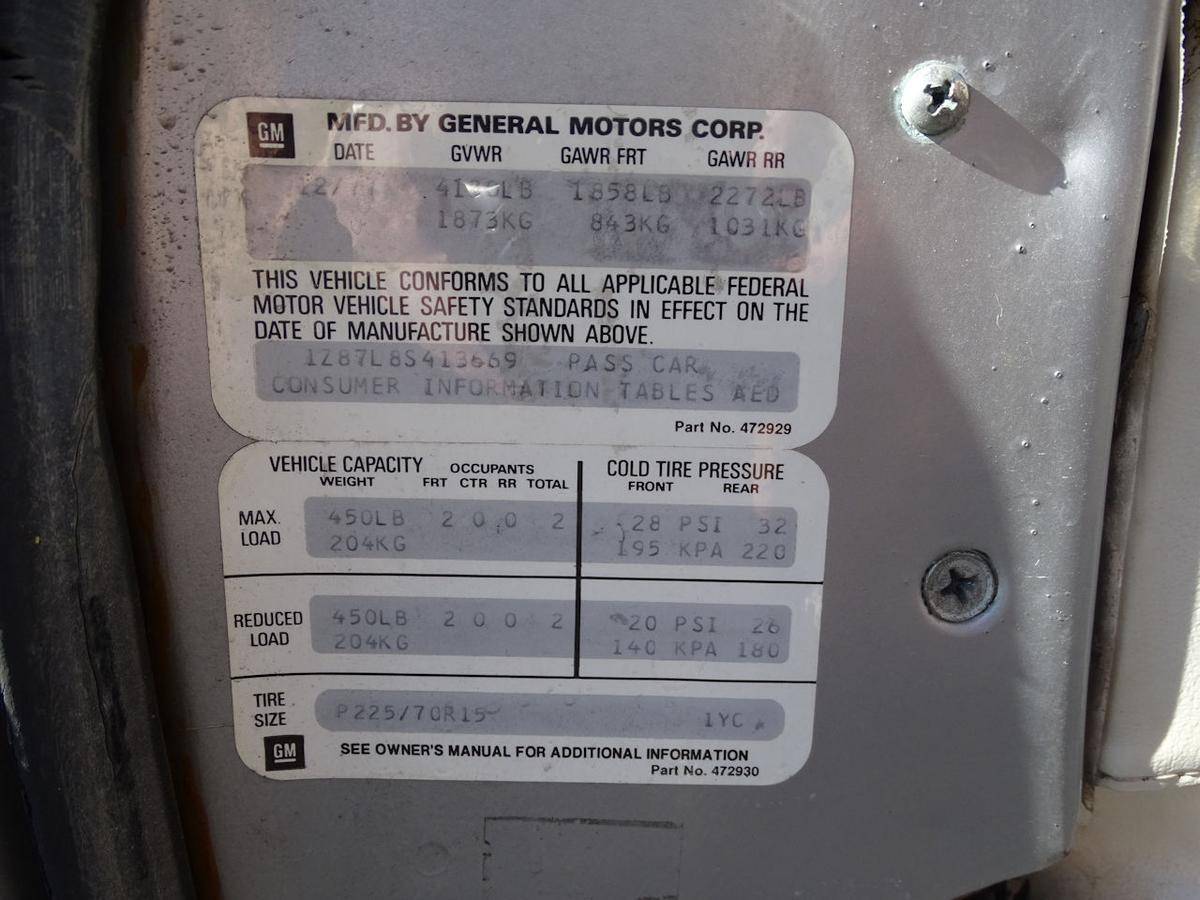 GM MFD. BY GENERAL MOTORS CORP.
DATE GVWR GAWR FRT GAWR RR
1858LB 2272LB
1873KG 843KG 1031KG
THIS VEHICLE CONFORMS TO ALL APPLICABLE FEDERAL
MOTOR VEHICLE SAFETY STANDARDS IN EFFECT ON THE
DATE OF MANUFACTURE SHOWN ABOVE.
1Z87L8S413669 PASS CAR
CONSUMER INFORMATION TABLES AED
Part No. 472929
VEHICLE CAPACITY OCCUPANTS COLD TIRE PRESSURE
WEIGHT FRT CTR RR TOTAL FRONT REAR
MAX. 450LB 2 0 0 2 28 PSI 32
LOAD 204KG 195 KPA 220
REDUCED 450LB 2 0 0 2 20 PSI 26
LOAD 204KG 140 KPA 180
TIRE
SIZE P225/70R15 1YC
GM SEE OWNER'S MANUAL FOR ADDITIONAL INFORMATION
Part No. 472930